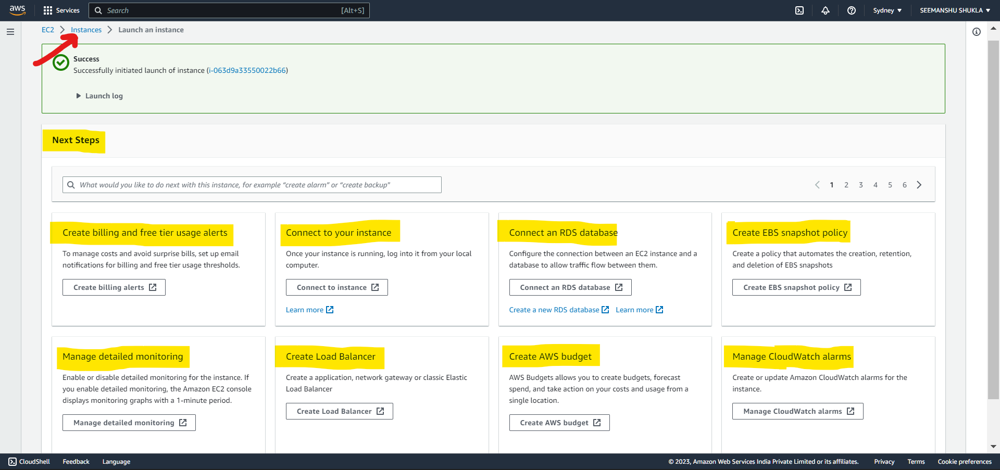 aws Services Search [Alt+S] Sydney SEEMANSHU SHUKLA
EC2 Instances Launch an instance
Success
Successfully initiated launch of instance (i-063d9a33550022b66)
Launch log
Next Steps
What would you like to do next with this instance, for example “create alarm” or “create backup" 1 2 3 4 5 6
Create billing and free tier usage alerts
To manage costs and avoid surprise bills, set up email
notifications for billing and free tier usage thresholds.
Create billing alerts
Connect to your instance
Once your instance is running, log into it from your local
computer.
Connect to instance
Learn more
Connect an RDS database
Configure the connection between an EC2 instance and a
database to allow traffic flow between them.
Connect an RDS database
Create a new RDS database Learn more
Create EBS snapshot policy
Create a policy that automates the creation, retention,
and deletion of EBS snapshots
Create EBS snapshot policy
Manage detailed monitoring
Enable or disable detailed monitoring for the instance. If
you enable detailed monitoring, the Amazon EC2 console
displays monitoring graphs with a 1-minute period.
Manage detailed monitoring
Create Load Balancer
Create a application, network gateway or classic Elastic
Load Balancer
Create Load Balancer
Create AWS budget
AWS Budgets allows you to create budgets, forecast
spend, and take action on your costs and usage from a
single location.
Create AWS budget
Manage CloudWatch alarms
Create or update Amazon CloudWatch alarms for the
instance.
Manage CloudWatch alarms
CloudShell Feedback Language © 2023, Amazon Web Services India Private Limited or its affiliates. Privacy Terms Cookie preferences